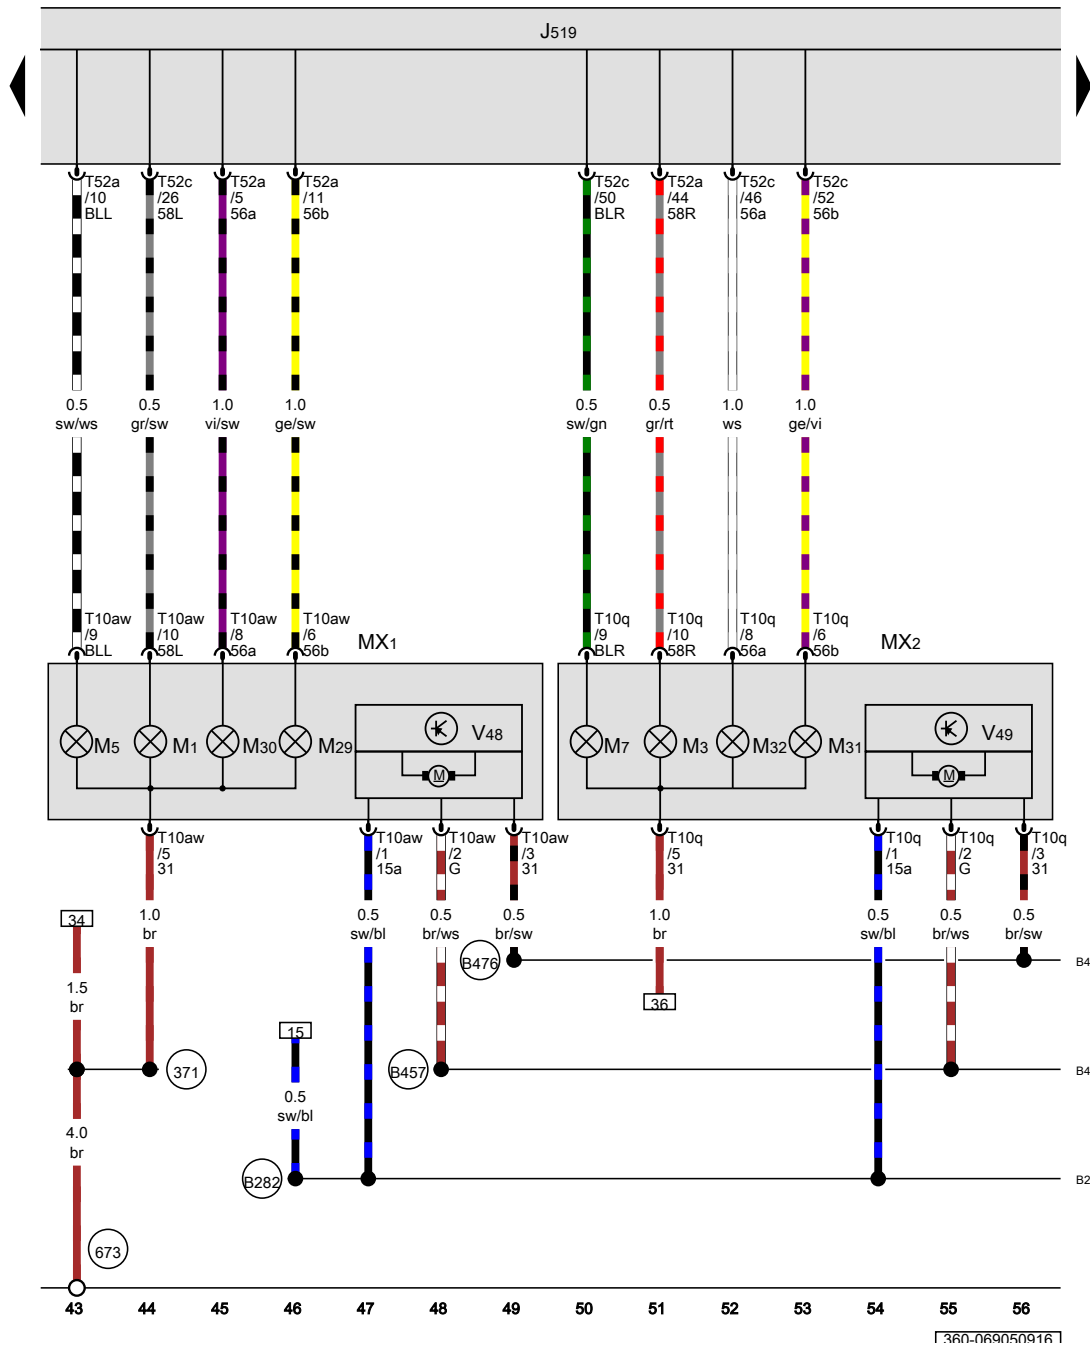 J519
T52a
/10
BLL
T52c
/26
58L
T52a
/5
56a
T52a
/11
56b
T52c
/50
BLR
T52a
/44
58R
T52c
/46
56a
T52c
/52
56b
0.5
sw/ws
0.5
gr/sw
1.0
vi/sw
1.0
ge/sw
0.5
sw/gn
0.5
gr/rt
1.0
ws
1.0
ge/vi
T10aw
/9
BLL
T10aw
/10
58L
T10aw
/8
56a
T10aw
/6
56b
MX1
T10q
/9
BLR
T10q
/10
58R
T10q
/8
56a
T10q
/6
56b
MX2
M5
M1
M30
M29
V48
M
M7
M3
M32
M31
V49
M
T10aw
/5
31
T10aw
/1
15a
T10aw
/2
G
T10aw
/3
31
T10q
/5
31
T10q
/1
15a
T10q
/2
G
T10q
/3
31
34
1.0
br
0.5
sw/bl
0.5
br/ws
0.5
br/sw
1.0
br
0.5
sw/bl
0.5
br/ws
0.5
br/sw
B476
B4
1.5
br
36
15
371
B457
B4
0.5
sw/bl
4.0
br
B282
B2
673
43 44 45 46 47 48 49 50 51 52 53 54 55 56
360-069050916